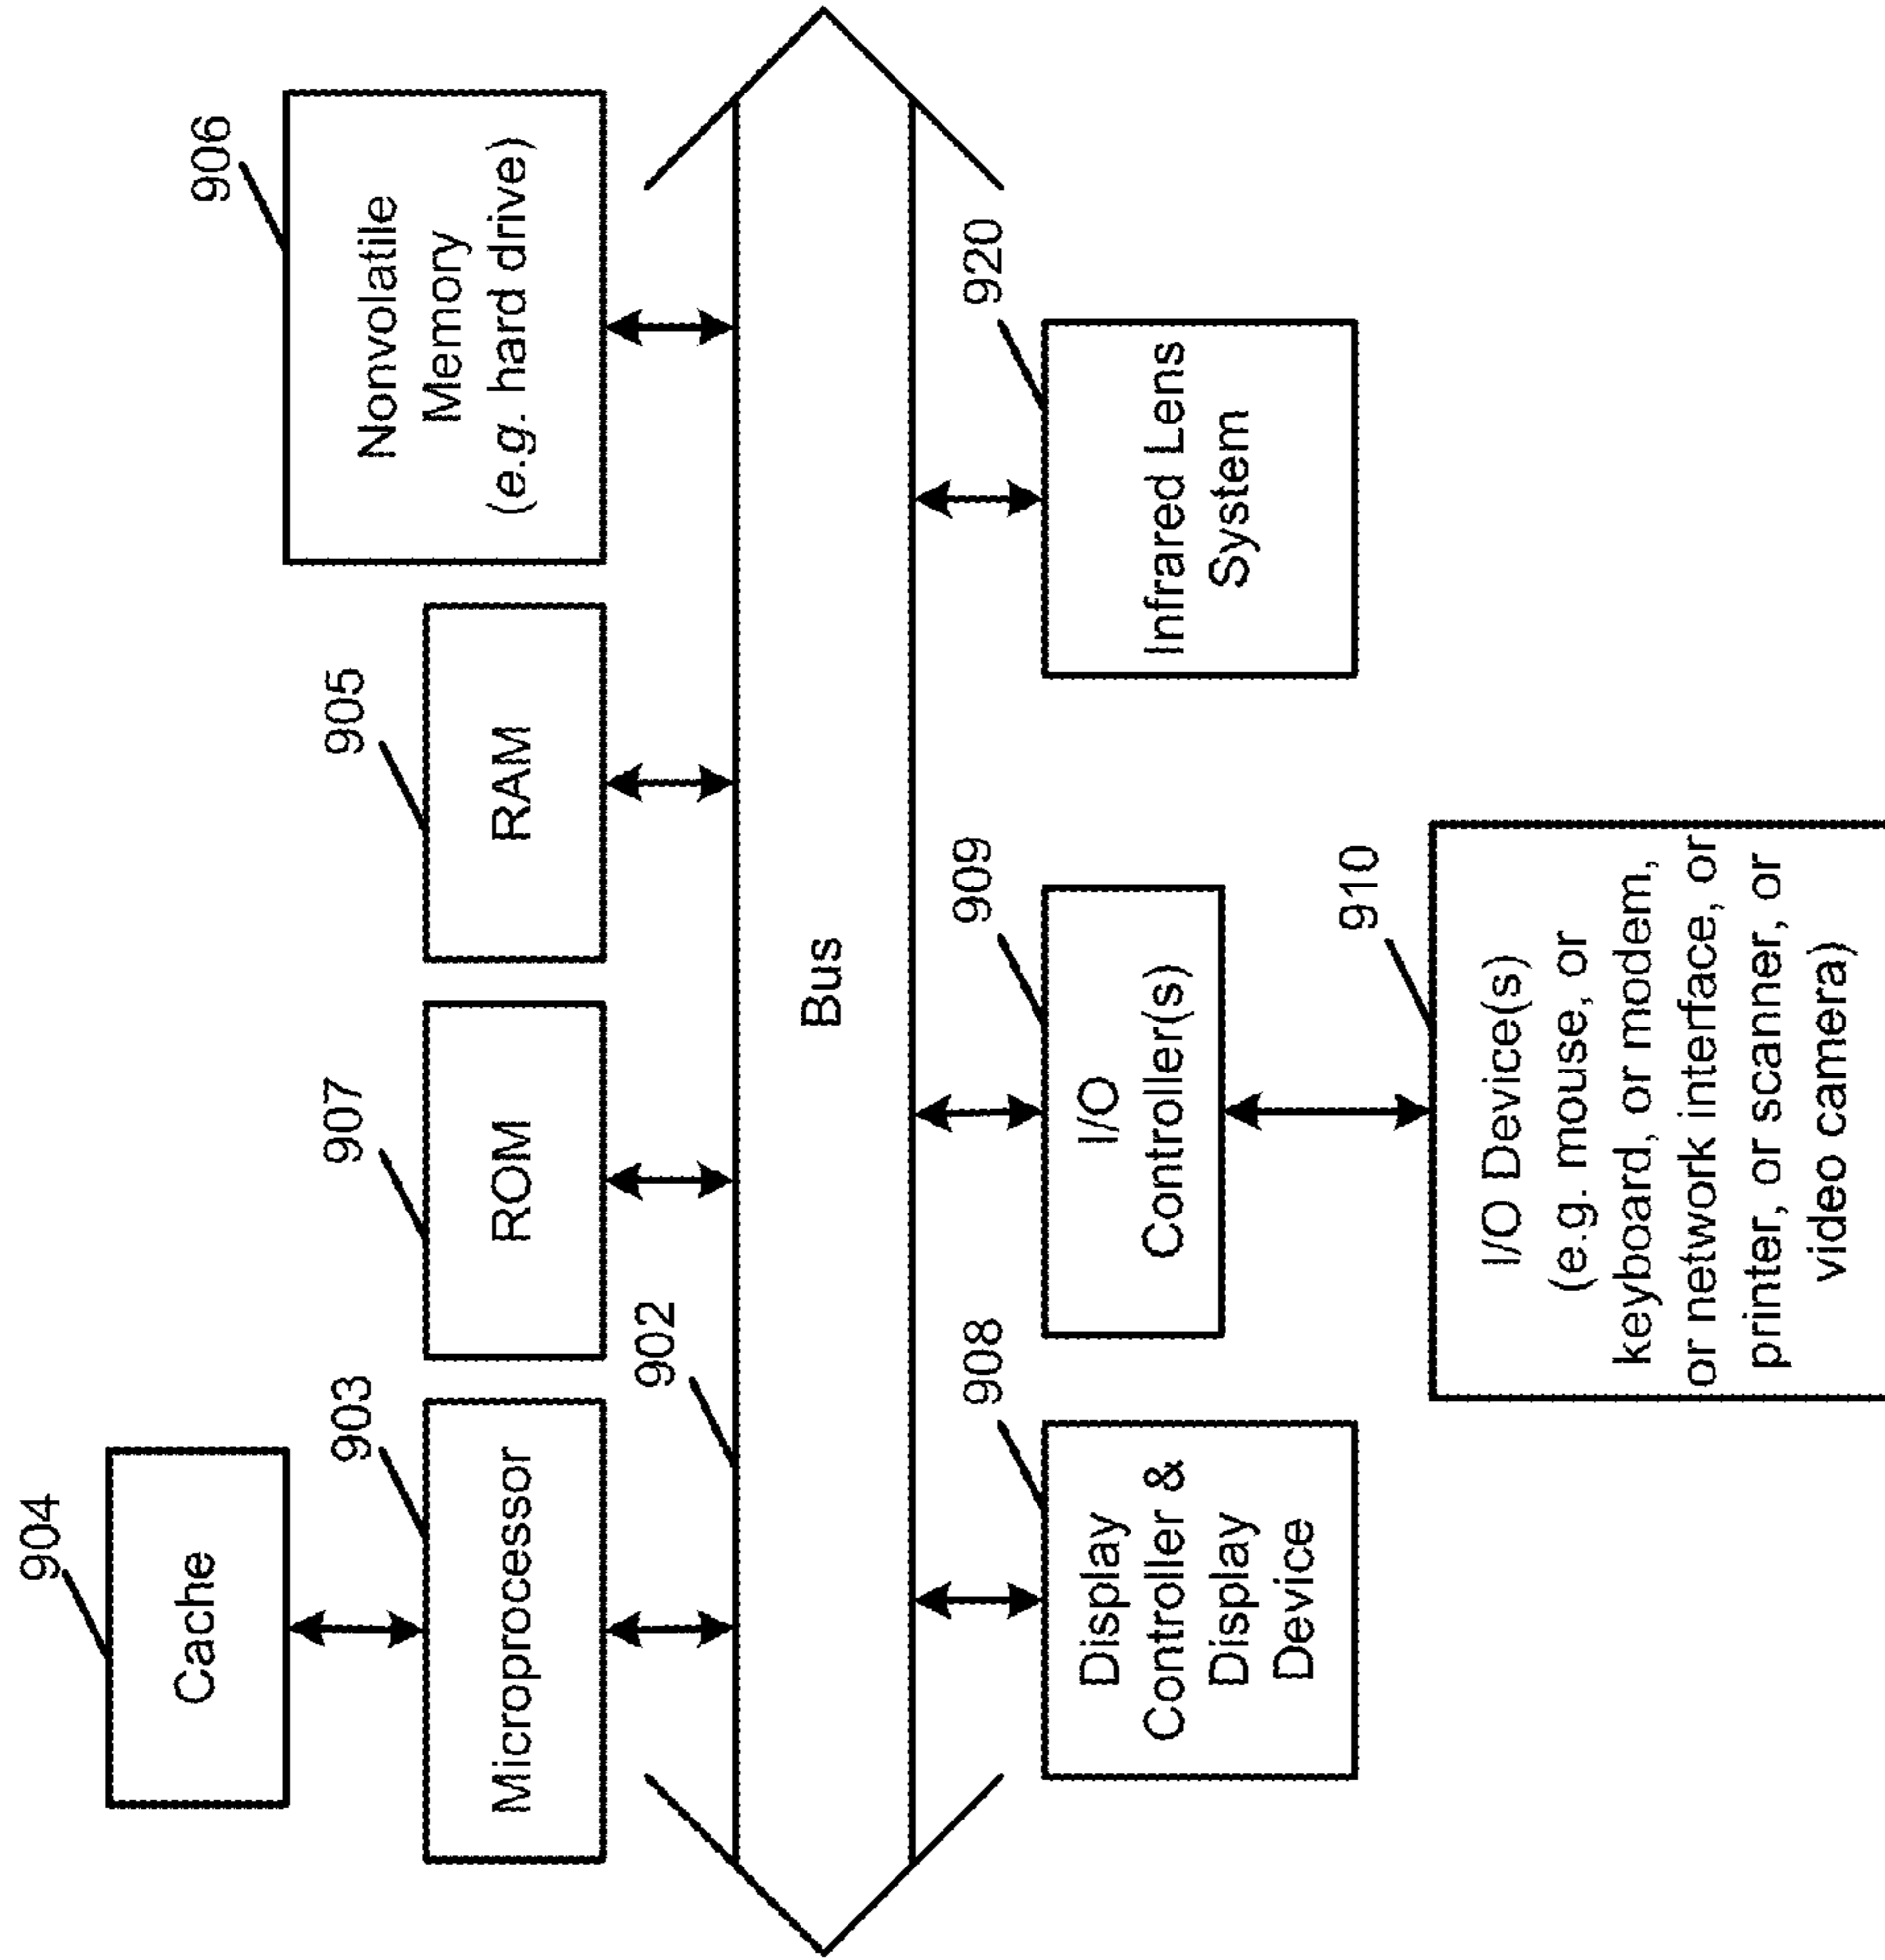 904
Cache
903
Microprocessor
907
ROM
905
RAM
906
Nonvolatile
Memory
(e.g. hard drive)
902
Bus
908
Display
Controller &
Display
Device
909
I/O
Controller(s)
920
Infrared Lens
System
910
I/O Device(s)
(e.g. mouse, or
keyboard, or modem,
or network interface, or
printer, or scanner, or
video camera)